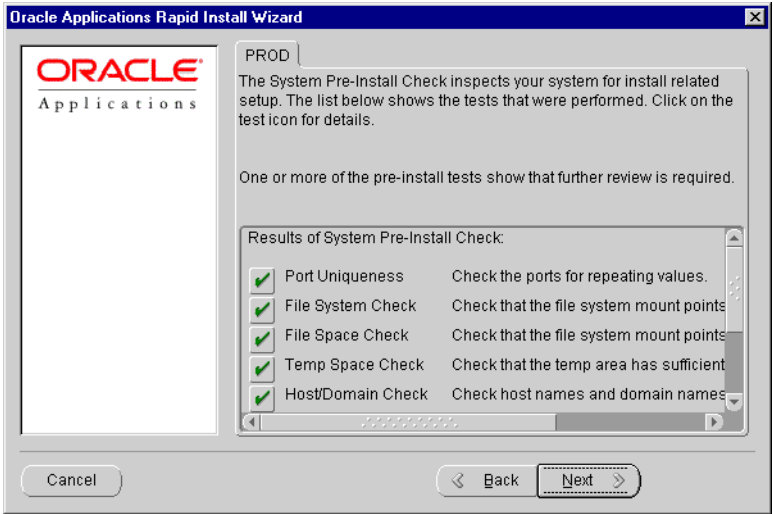 Oracle Applications Rapid Install Wizard
ORACLE
Applications
PROD
The System Pre-Install Check inspects your system for install related
setup. The list below shows the tests that were performed. Click on the
test icon for details.
One or more of the pre-install tests show that further review is required.
Results of System Pre-Install Check:
Port Uniqueness Check the ports for repeating values.
File System Check Check that the file system mount points
File Space Check Check that the file system mount points
Temp Space Check Check that the temp area has sufficient
Host/Domain Check Check host names and domain names
Cancel Back Next